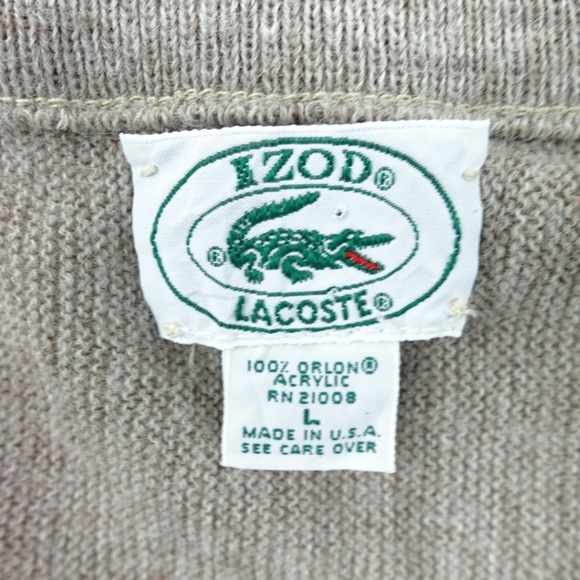 IZOD®
®
LACOSTE®
100% ORLON®
ACRYLIC
RN 21008
L
MADE IN U.S.A.
SEE CARE OVER